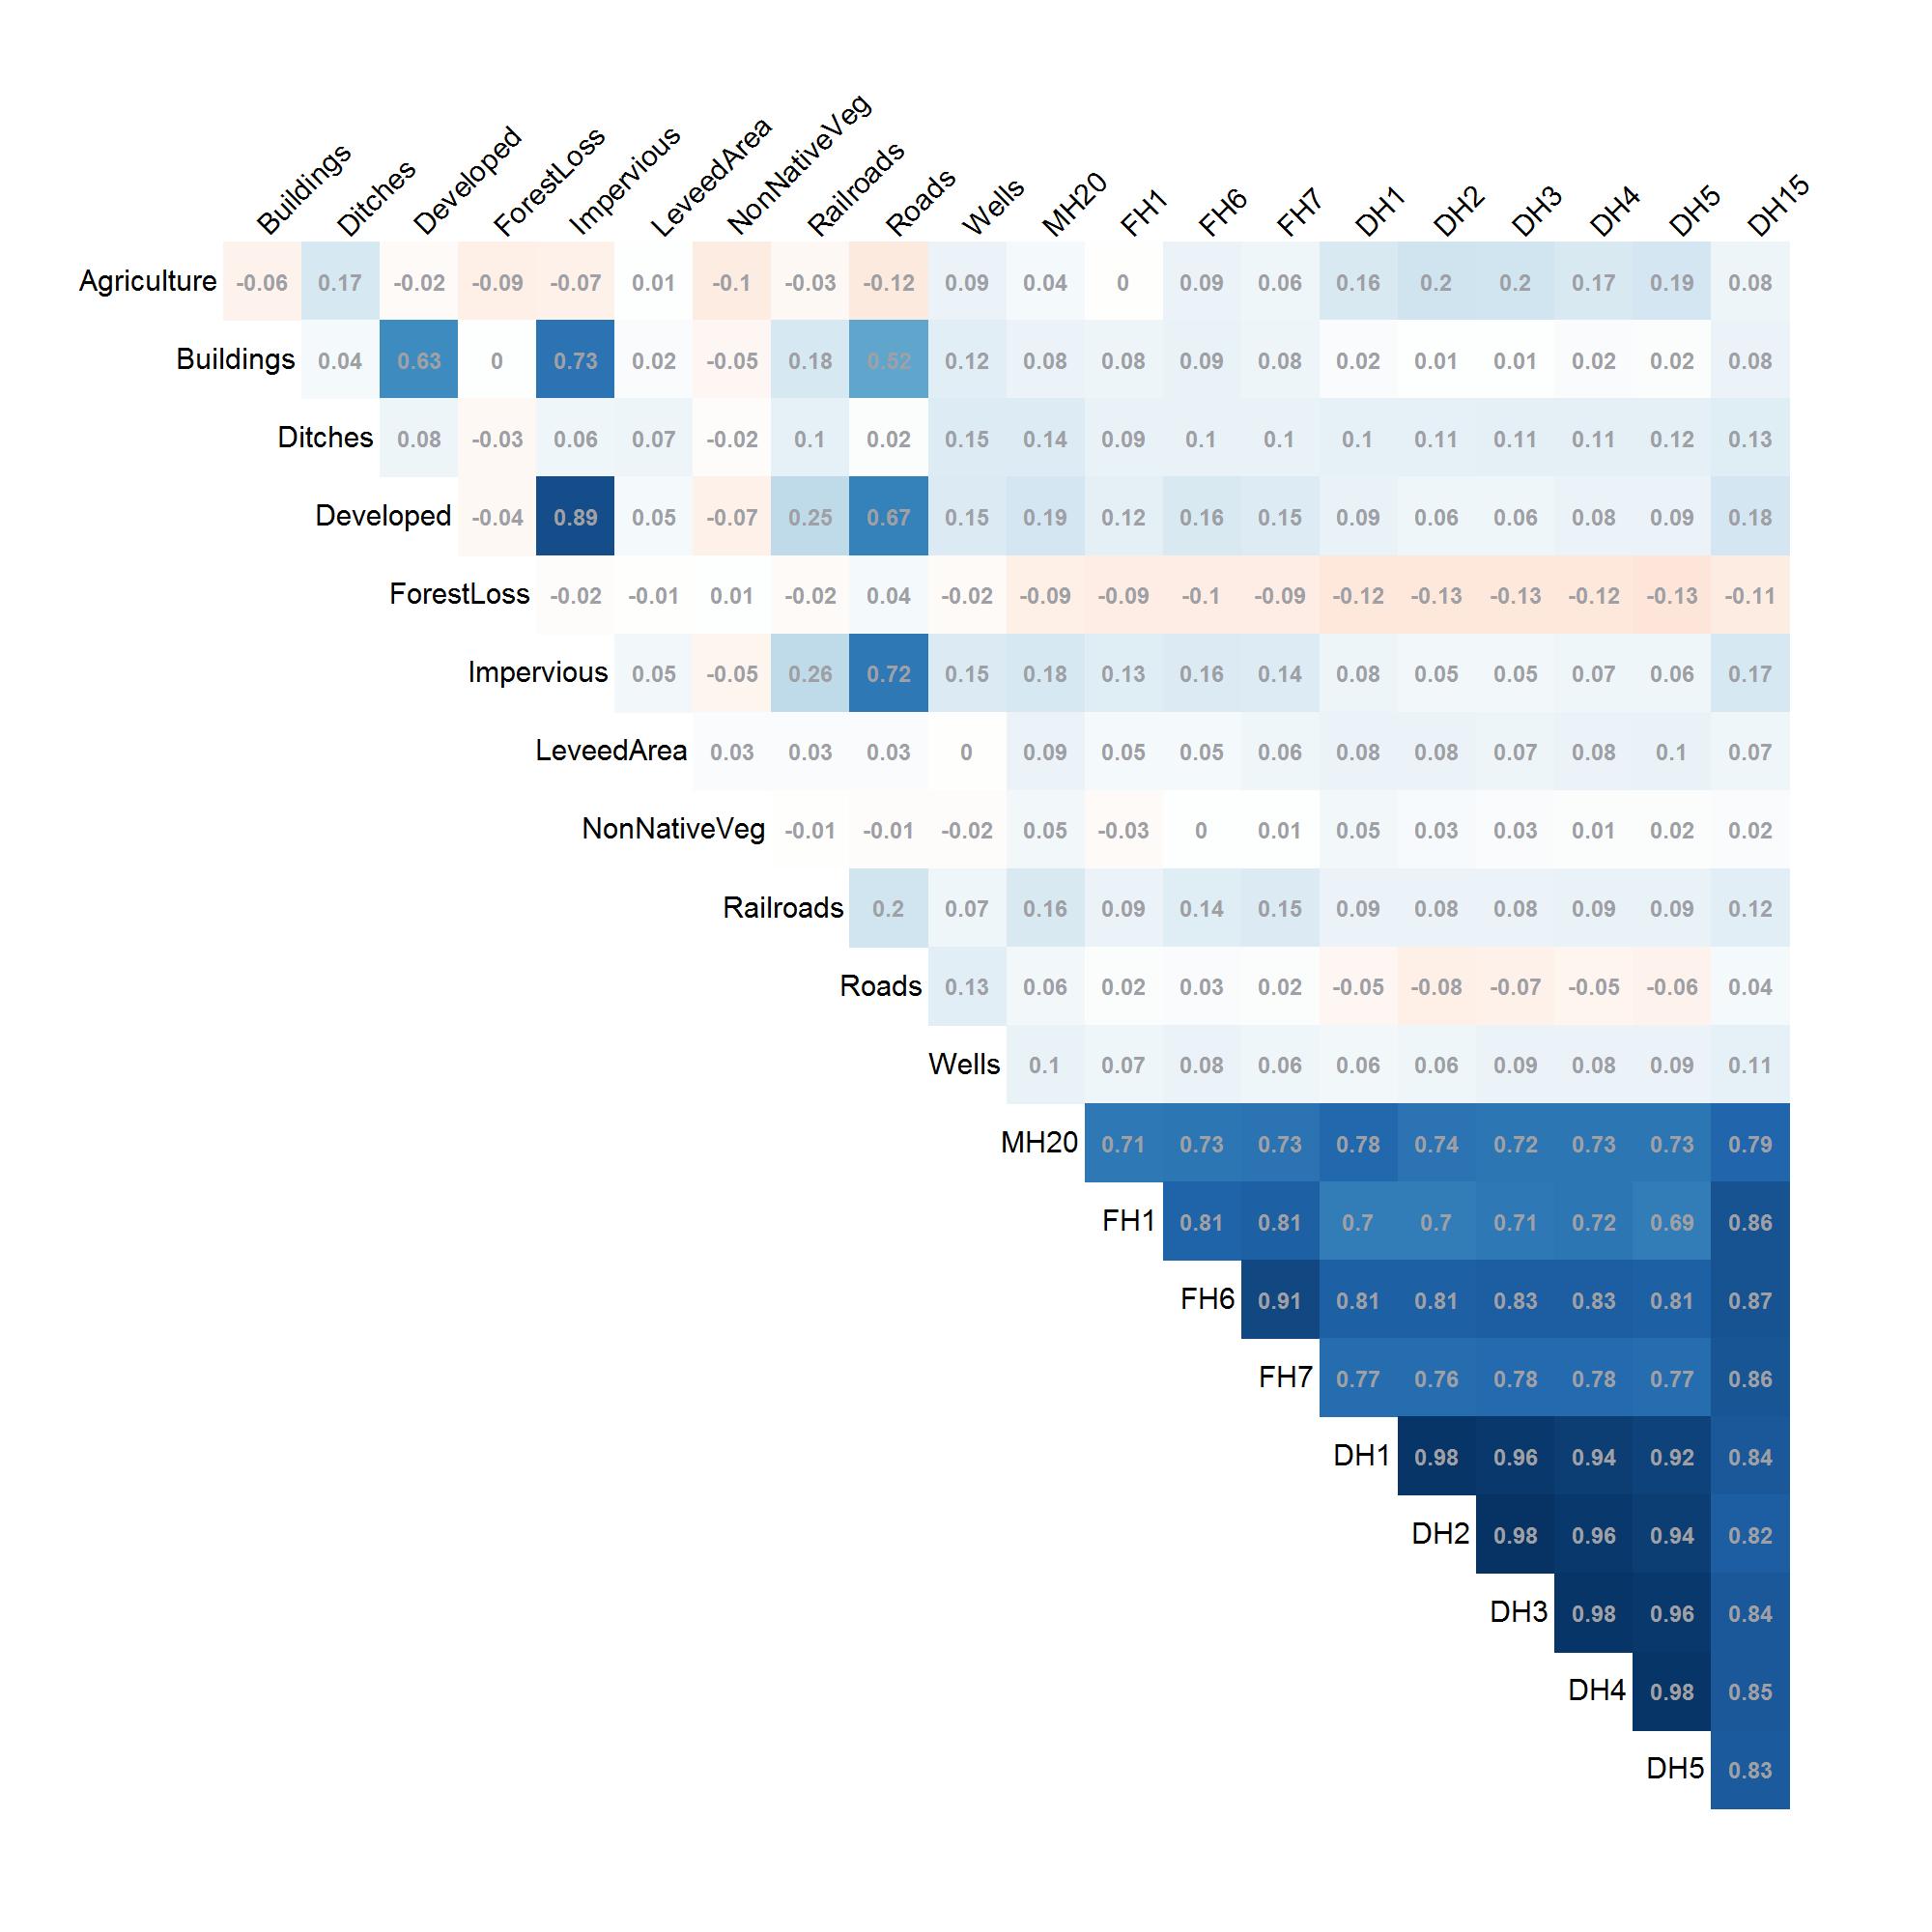 Buildings Ditches Developed ForestLoss Impervious LeveedArea NonNativeVeg Railroads Roads Wells MH20 FH1 FH6 FH7 DH1 DH2 DH3 DH4 DH5 DH15
Agriculture -0.06 0.17 -0.02 -0.09 -0.07 0.01 -0.1 -0.03 -0.12 0.09 0.04 0 0.09 0.06 0.16 0.2 0.2 0.17 0.19 0.08
Buildings 0.04 0.63 0 0.73 0.02 -0.05 0.18 0.52 0.12 0.08 0.08 0.09 0.08 0.02 0.01 0.01 0.02 0.02 0.08
Ditches 0.08 -0.03 0.06 0.07 -0.02 0.1 0.02 0.15 0.14 0.09 0.1 0.1 0.1 0.11 0.11 0.11 0.12 0.13
Developed -0.04 0.89 0.05 -0.07 0.25 0.67 0.15 0.19 0.12 0.16 0.15 0.09 0.06 0.06 0.08 0.09 0.18
ForestLoss -0.02 -0.01 0.01 -0.02 0.04 -0.02 -0.09 -0.09 -0.1 -0.09 -0.12 -0.13 -0.13 -0.12 -0.13 -0.11
Impervious 0.05 -0.05 0.26 0.72 0.15 0.18 0.13 0.16 0.14 0.08 0.05 0.05 0.07 0.06 0.17
LeveedArea 0.03 0.03 0.03 0 0.09 0.05 0.05 0.06 0.08 0.08 0.07 0.08 0.1 0.07
NonNativeVeg -0.01 -0.01 -0.02 0.05 -0.03 0 0.01 0.05 0.03 0.03 0.01 0.02 0.02
Railroads 0.2 0.07 0.16 0.09 0.14 0.15 0.09 0.08 0.08 0.09 0.09 0.12
Roads 0.13 0.06 0.02 0.03 0.02 -0.05 -0.08 -0.07 -0.05 -0.06 0.04
Wells 0.1 0.07 0.08 0.06 0.06 0.06 0.09 0.08 0.09 0.11
MH20 0.71 0.73 0.73 0.78 0.74 0.72 0.73 0.73 0.79
FH1 0.81 0.81 0.7 0.7 0.71 0.72 0.69 0.86
FH6 0.91 0.81 0.81 0.83 0.83 0.81 0.87
FH7 0.77 0.76 0.78 0.78 0.77 0.86
DH1 0.98 0.96 0.94 0.92 0.84
DH2 0.98 0.96 0.94 0.82
DH3 0.98 0.96 0.84
DH4 0.98 0.85
DH5 0.83